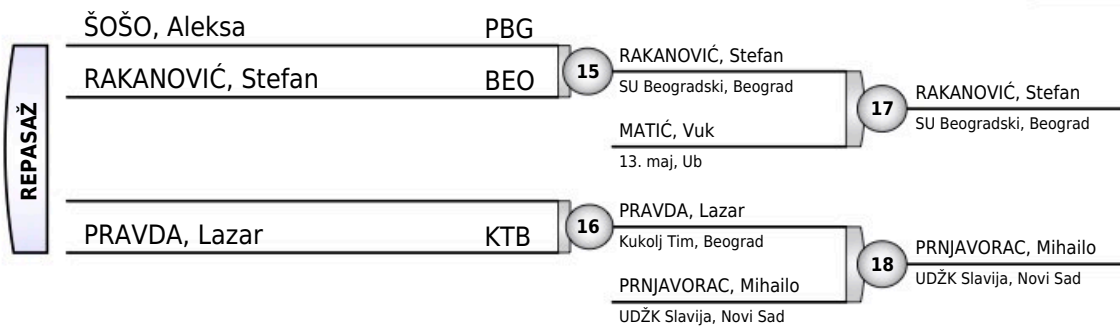 REPASAŽ
ŠOŠO, Aleksa PBG
RAKANOVIĆ, Stefan BEO
15
RAKANOVIĆ, Stefan
SU Beogradski, Beograd
MATIĆ, Vuk
13. maj, Ub
17
RAKANOVIĆ, Stefan
SU Beogradski, Beograd
PRAVDA, Lazar KTB
16
PRAVDA, Lazar
Kukolj Tim, Beograd
PRNJAVORAC, Mihailo
UDŽK Slavija, Novi Sad
18
PRNJAVORAC, Mihailo
UDŽK Slavija, Novi Sad